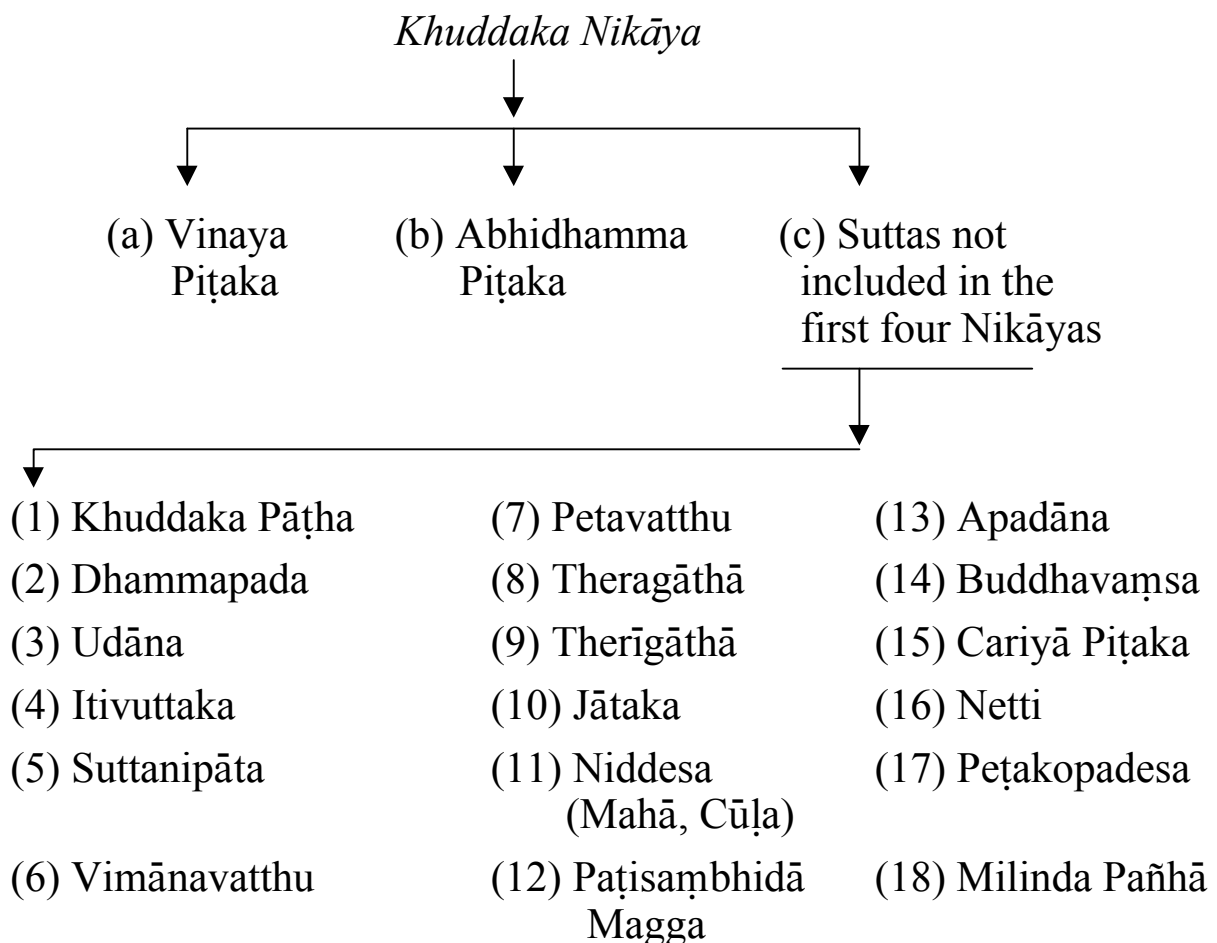 Khuddaka Nikāya
(a) Vinaya
Piṭaka
(b) Abhidhamma
Piṭaka
(c) Suttas not
included in the
first four Nikāyas
(1) Khuddaka Pāṭha
(2) Dhammapada
(3) Udāna
(4) Itivuttaka
(5) Suttanipāta
(6) Vimānavatthu
(7) Petavatthu
(8) Theragāthā
(9) Therīgāthā
(10) Jātaka
(11) Niddesa
(Mahā, Cūḷa)
(12) Paṭisaṃbhidā
Magga
(13) Apadāna
(14) Buddhavaṃsa
(15) Cariyā Piṭaka
(16) Netti
(17) Peṭakopadesa
(18) Milinda Pañhā